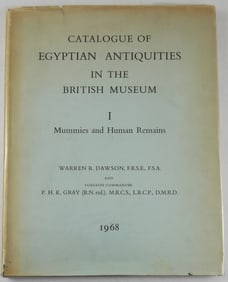 CATALOGUE OF
EGYPTIAN ANTIQUITIES
IN THE
BRITISH MUSEUM
I
Mummies and Human Remains
WARREN R. DAWSON, F.R.S.E., F.S.A.
AND
SURGEON COMMANDER
P. H. K. GRAY (R.N. retd.), M.R.C.S., L.R.C.P., D.M.R.D.
1968